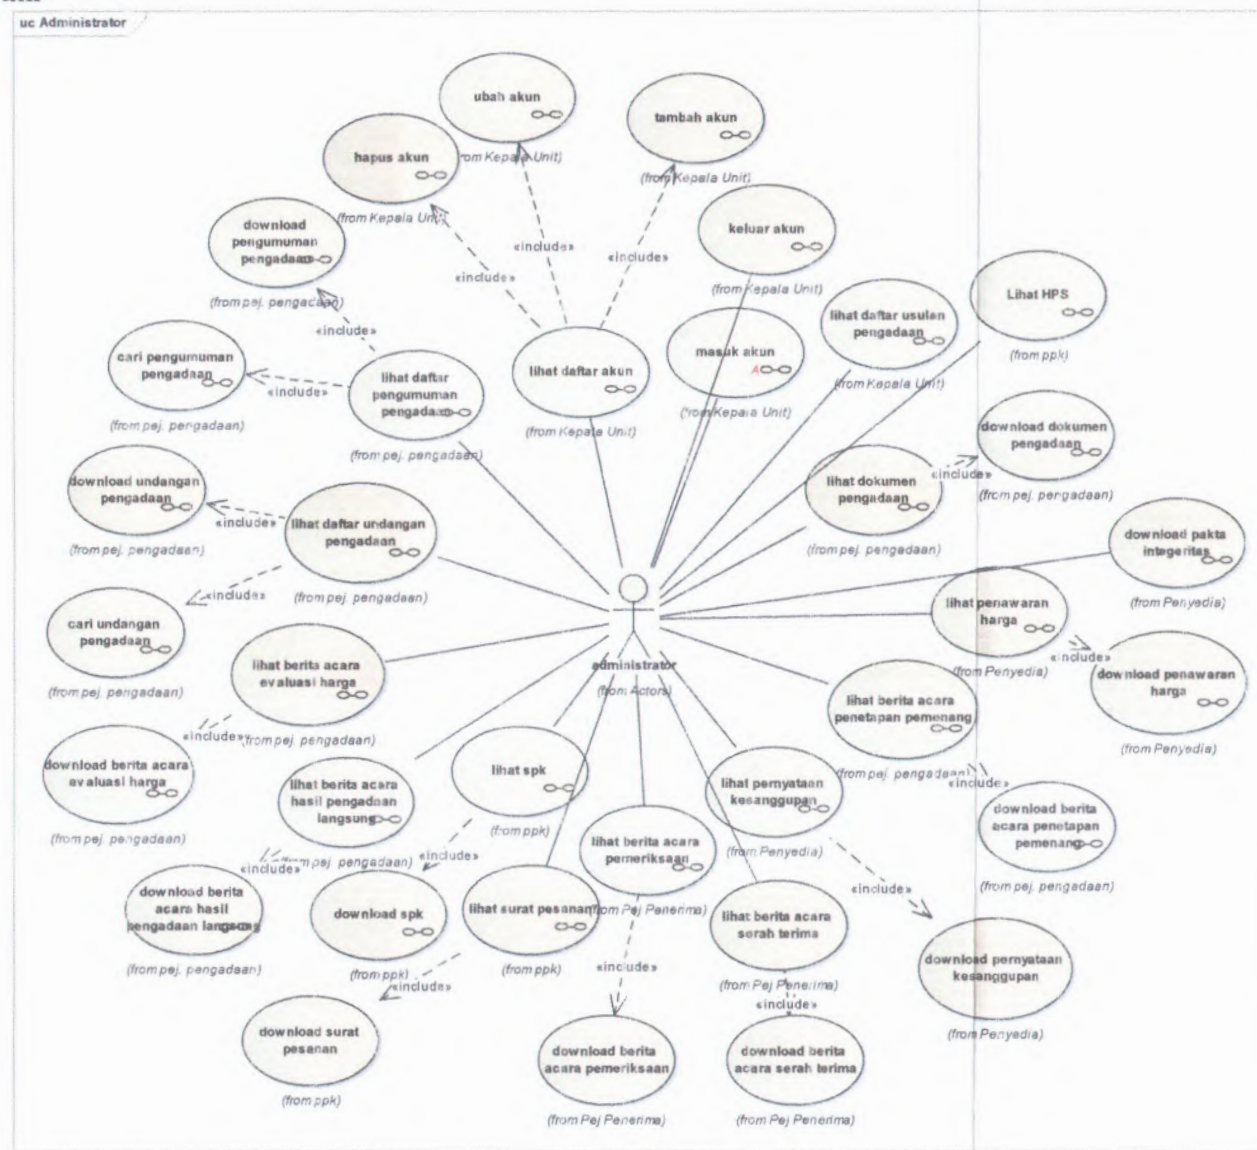 uc Administrator
ubah akun
tambah akun
hapus akun
(from Kepala Unit)
(from Kepala Unit)
(from Kepala Unit)
download
pengumuman
pengadaan
(from pej. pengadaan)
keluar akun
(from Kepala Unit)
«include»
«include»
«include»
«include»
lihat daftar usulan
pengadaan
(from Kepala Unit)
Lihat HPS
(from ppk)
cari pengumuman
pengadaan
(from pej. pengadaan)
«include»
lihat daftar
pengumuman
pengadaan
(from pej. pengadaan)
lihat daftar akun
(from Kepala Unit)
masuk akun
A
(from Kepala Unit)
download dokumen
pengadaan
(from pej. pengadaan)
«include»
lihat dokumen
pengadaan
(from pej. pengadaan)
download undangan
pengadaan
(from pej. pengadaan)
«include»
lihat daftar undangan
pengadaan
(from pej. pengadaan)
download pakta
integeritas
(from Penyedia)
«include»
cari undangan
pengadaan
(from pej. pengadaan)
lihat penawaran
harga
(from Penyedia)
«include»
download penawaran
harga
(from Penyedia)
administrator
(from Actors)
lihat berita acara
evaluasi harga
(from pej. pengadaan)
«include»
lihat berita acara
penetapan pemenang
(from pej. pengadaan)
«include»
download berita acara
evaluasi harga
(from pej. pengadaan)
lihat berita acara
hasil pengadaan
langsung
(from pej. pengadaan)
«include»
lihat spk
(from ppk)
«include»
lihat pernyataan
kesanggupan
(from Penyedia)
«include»
download berita
acara penetapan
pemenang
(from pej. pengadaan)
lihat berita acara
pemeriksaan
(from Pej Penerima)
download berita
acara hasil
pengadaan langsung
(from pej. pengadaan)
download spk
(from ppk)
lihat surat pesanan
(from ppk)
«include»
lihat berita acara
serah terima
(from Pej Penerima)
«include»
«include»
download pernyataan
kesanggupan
(from Penyedia)
download surat
pesanan
(from ppk)
download berita
acara pemeriksaan
(from Pej Penerima)
download berita
acara serah terima
(from Pej Penerima)